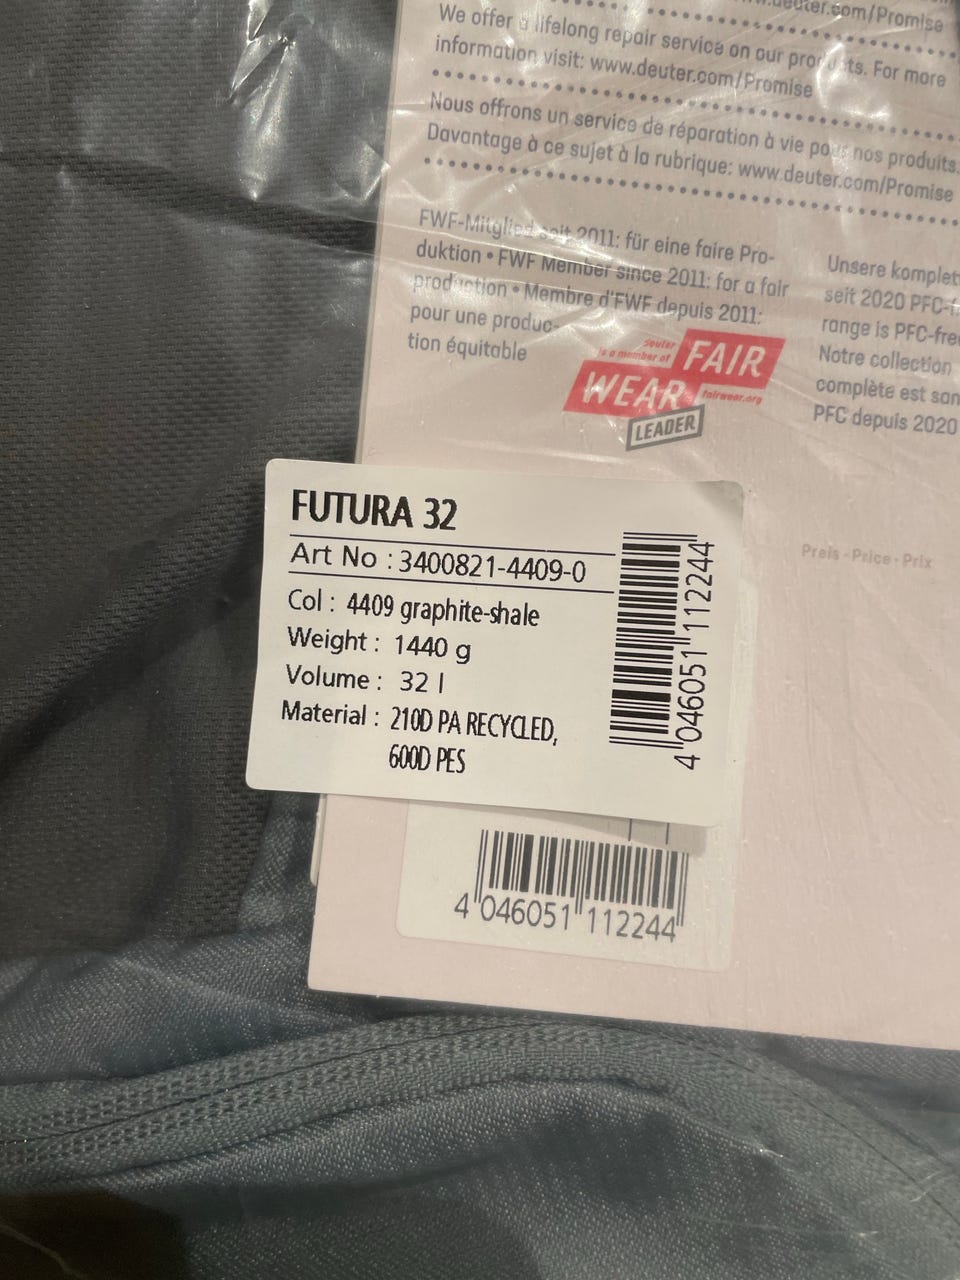 www.deuter.com/Promise
We offer a lifelong repair service on our products. For more
information visit: www.deuter.com/Promise
Nous offrons un service de réparation à vie pour nos produits.
Davantage à ce sujet à la rubrique: www.deuter.com/Promise
FWF-Mitglied seit 2011: für eine faire Pro-
duktion • FWF Member since 2011: for a fair
production • Membre d'FWF depuis 2011:
pour une produc-
tion équitable
deuter
is a member of
FAIR
WEAR
fairwear.org
LEADER
Unsere komplet
seit 2020 PFC-f
range is PFC-fre
Notre collection
complète est san
PFC depuis 2020
Preis - Price - Prix
FUTURA 32
Art No : 3400821-4409-0
Col : 4409 graphite-shale
Weight : 1440 g
Volume : 32 l
Material : 210D PA RECYCLED,
600D PES
4 046051 112244
4 046051 112244